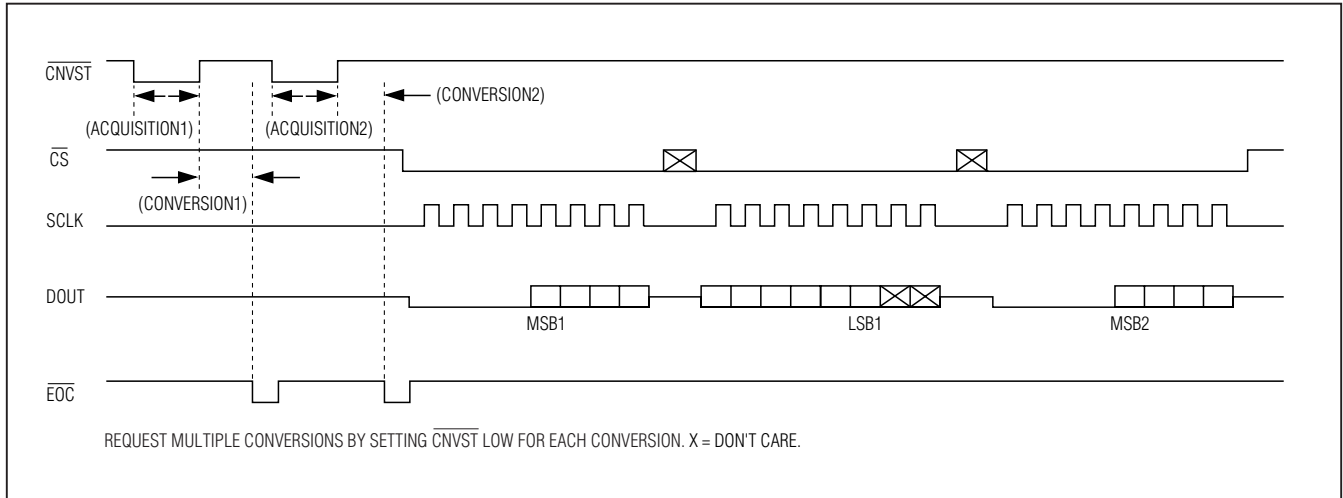 CNVST
(CONVERSION2)
(ACQUISITION1)
(ACQUISITION2)
CS
(CONVERSION1)
SCLK
DOUT
MSB1
LSB1
MSB2
EOC
REQUEST MULTIPLE CONVERSIONS BY SETTING CNVST LOW FOR EACH CONVERSION. X = DON'T CARE.